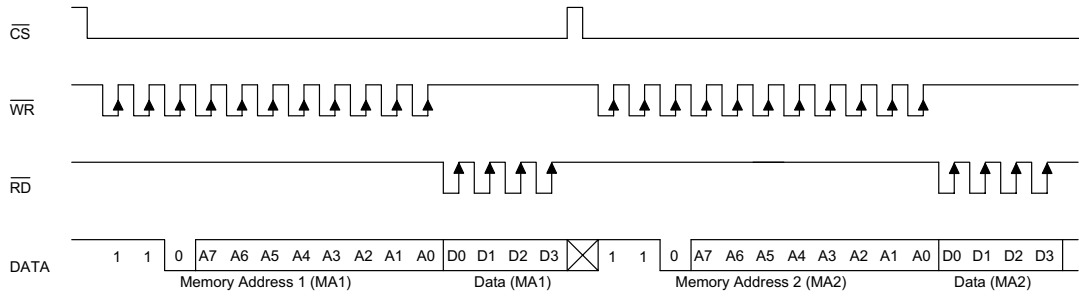 CS
WR
RD
DATA 1 1 0 A7 A6 A5 A4 A3 A2 A1 A0 D0 D1 D2 D3 1 1 0 A7 A6 A5 A4 A3 A2 A1 A0 D0 D1 D2 D3
Memory Address 1 (MA1) Data (MA1) Memory Address 2 (MA2) Data (MA2)